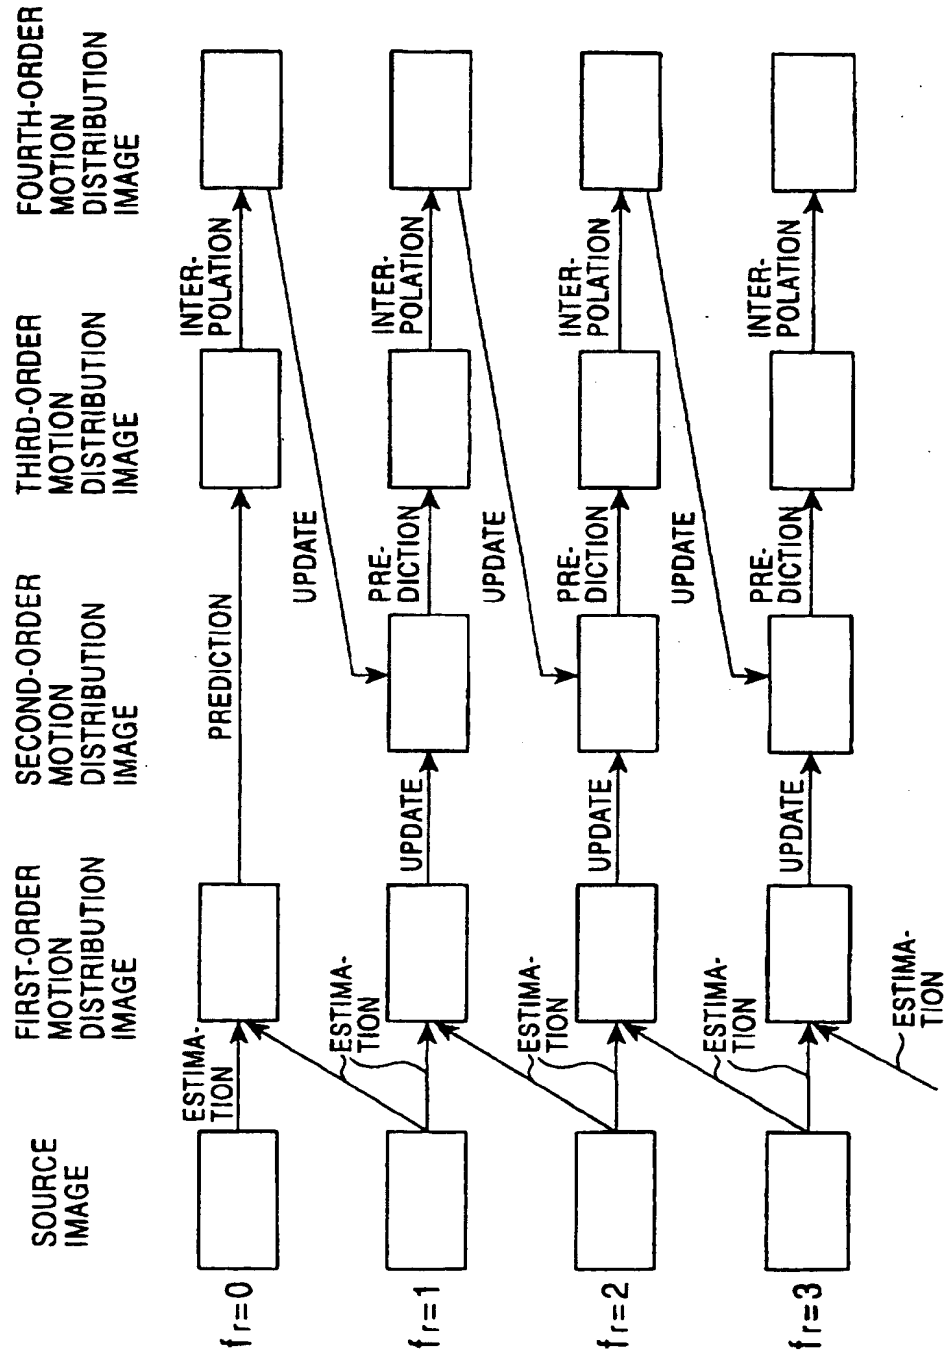 SOURCE
IMAGE
FIRST-ORDER
MOTION
DISTRIBUTION
IMAGE
SECOND-ORDER
MOTION
DISTRIBUTION
IMAGE
THIRD-ORDER
MOTION
DISTRIBUTION
IMAGE
FOURTH-ORDER
MOTION
DISTRIBUTION
IMAGE
fr=0
ESTIMA-
TION
PREDICTION
INTER-
POLATION
UPDATE
fr=1
ESTIMA-
TION
UPDATE
PRE-
DICTION
INTER-
POLATION
UPDATE
fr=2
ESTIMA-
TION
UPDATE
PRE-
DICTION
INTER-
POLATION
UPDATE
fr=3
ESTIMA-
TION
UPDATE
PRE-
DICTION
INTER-
POLATION
ESTIMA-
TION